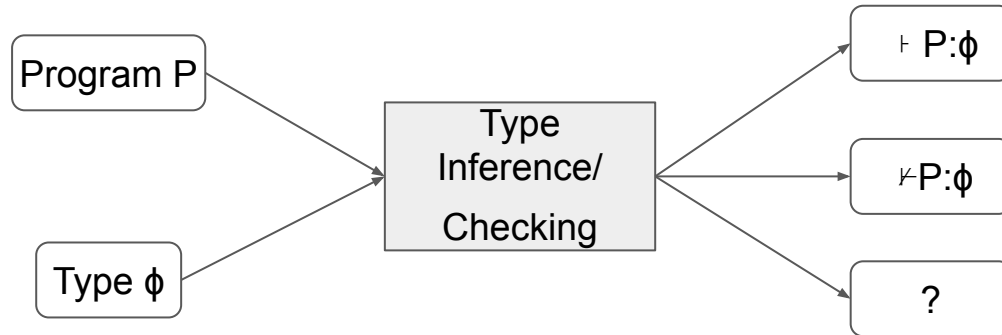 Program P
Type ϕ
Type
Inference/
Checking
⊦ P:ϕ
⊬P:ϕ
?